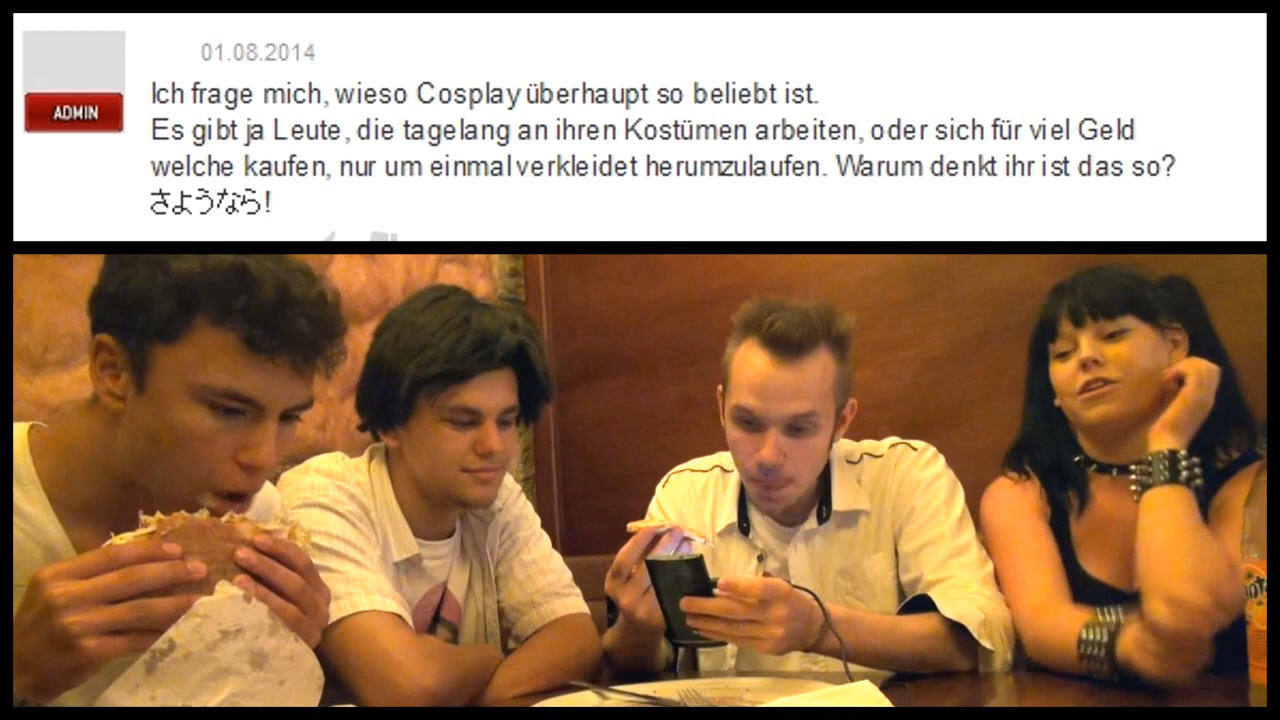 01.08.2014
ADMIN
Ich frage mich, wieso Cosplay überhaupt so beliebt ist.
Es gibt ja Leute, die tagelang an ihren Kostümen arbeiten, oder sich für viel Geld
welche kaufen, nur um einmal verkleidet herumzulaufen. Warum denkt ihr ist das so?
さようなら!